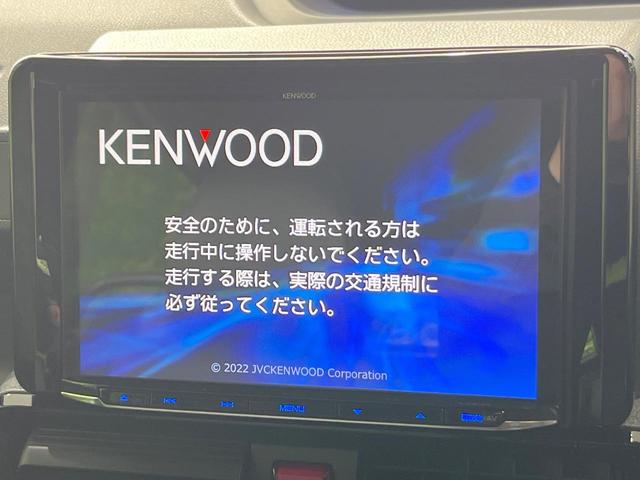 KENWOOD
KENWOOD
安全のために、運転される方は
走行中に操作しないでください。
走行する際は、実際の交通規制に
必ず従ってください。
© 2022 JVCKENWOOD Corporation
MENU